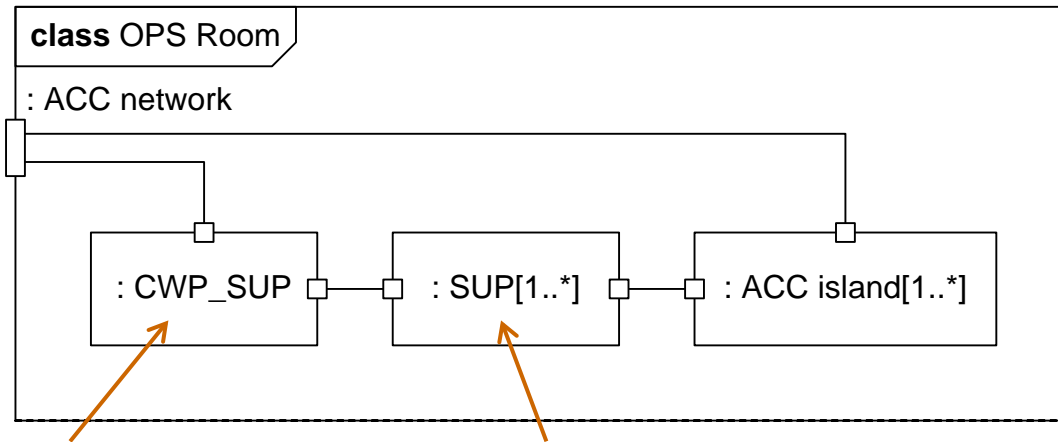 class OPS Room
: ACC network
: CWP_SUP
: SUP[1..*]
: ACC island[1..*]